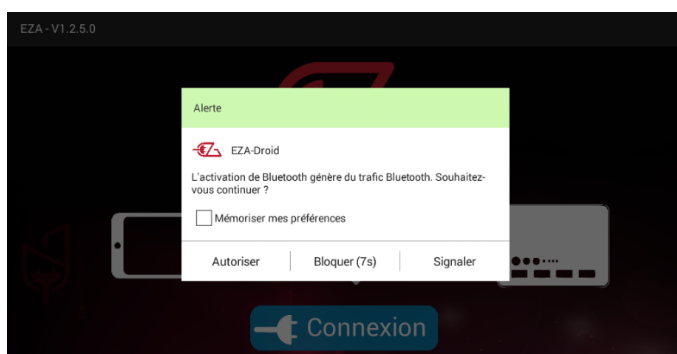 EZA - V1.2.5.0
Alerte
EZA-Droid
L'activation de Bluetooth génère du trafic Bluetooth. Souhaitez-
vous continuer ?
Mémoriser mes préférences
Autoriser
Bloquer (7s)
Signaler
Connexion